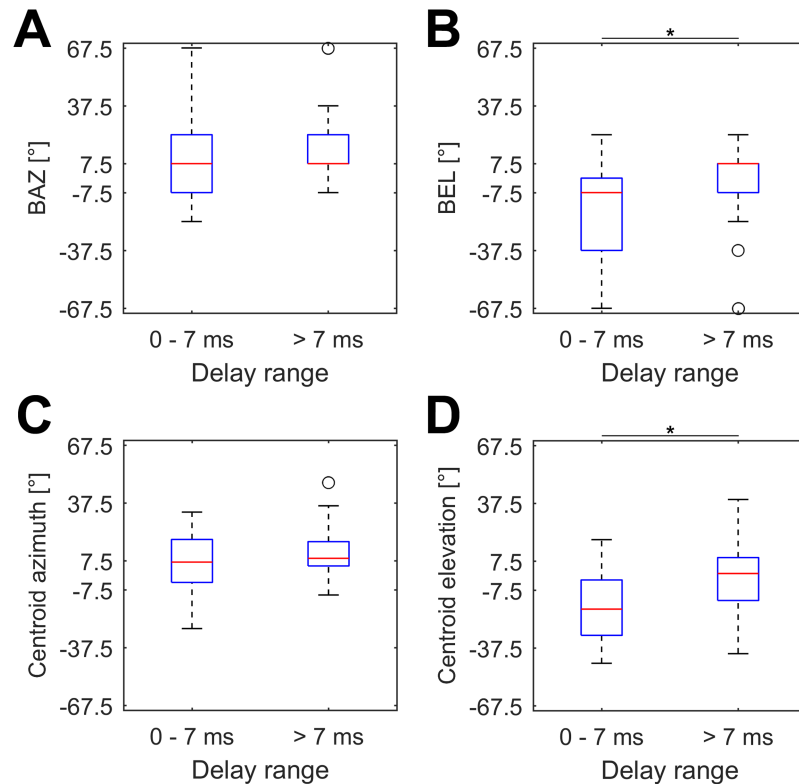 A
BAZ [°]
67.5
37.5
7.5
-7.5
-37.5
-67.5
0 - 7 ms
> 7 ms
Delay range
B
*
BEL [°]
67.5
37.5
7.5
-7.5
-37.5
-67.5
0 - 7 ms
> 7 ms
Delay range
C
Centroid azimuth [°]
67.5
37.5
7.5
-7.5
-37.5
-67.5
0 - 7 ms
> 7 ms
Delay range
D
*
Centroid elevation [°]
67.5
37.5
7.5
-7.5
-37.5
-67.5
0 - 7 ms
> 7 ms
Delay range